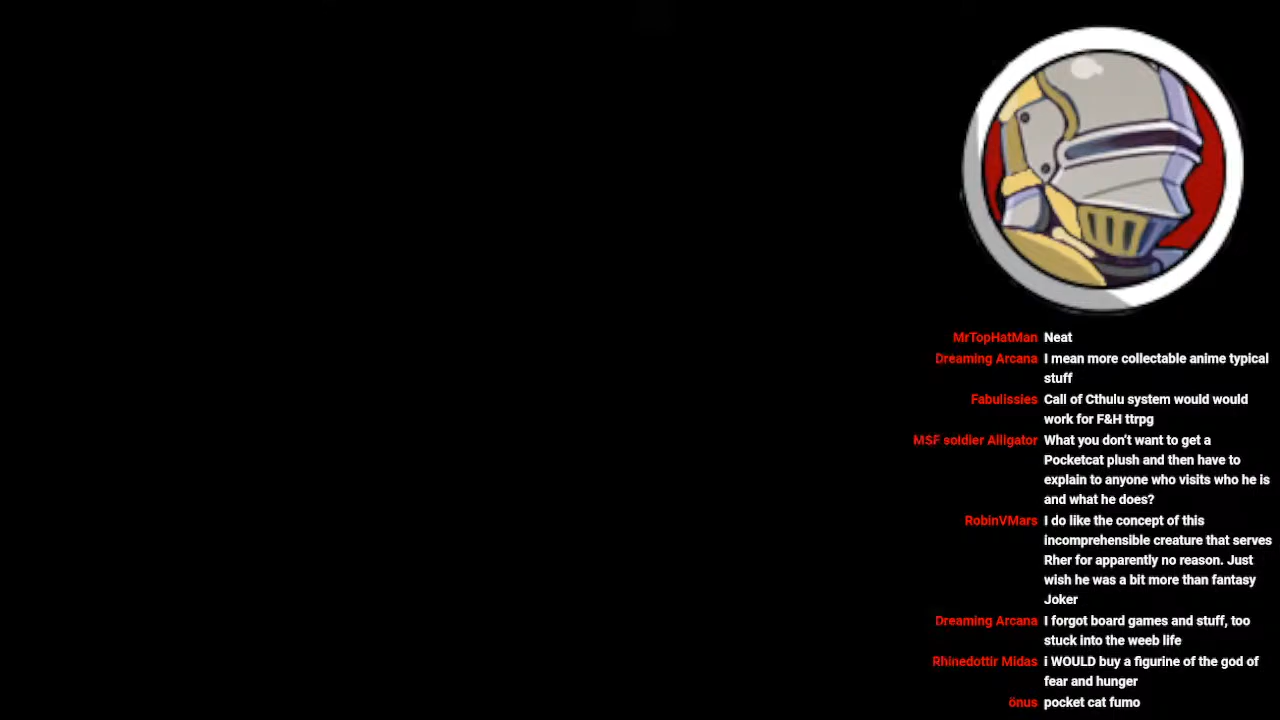 MrTopHatMan Neat
Dreaming Arcana I mean more collectable anime typical
stuff
Fabulissies Call of Cthulu system would would
work for F&H ttrpg
MSF soldier Alligator What you don't want to get a
Pocketcat plush and then have to
explain to anyone who visits who he is
and what he does?
RobinVMars I do like the concept of this
incomprehensible creature that serves
Rher for apparently no reason. Just
wish he was a bit more than fantasy
Joker
Dreaming Arcana I forgot board games and stuff, too
stuck into the weeb life
Rhinedottir Midas i WOULD buy a figurine of the god of
fear and hunger
önus pocket cat fumo